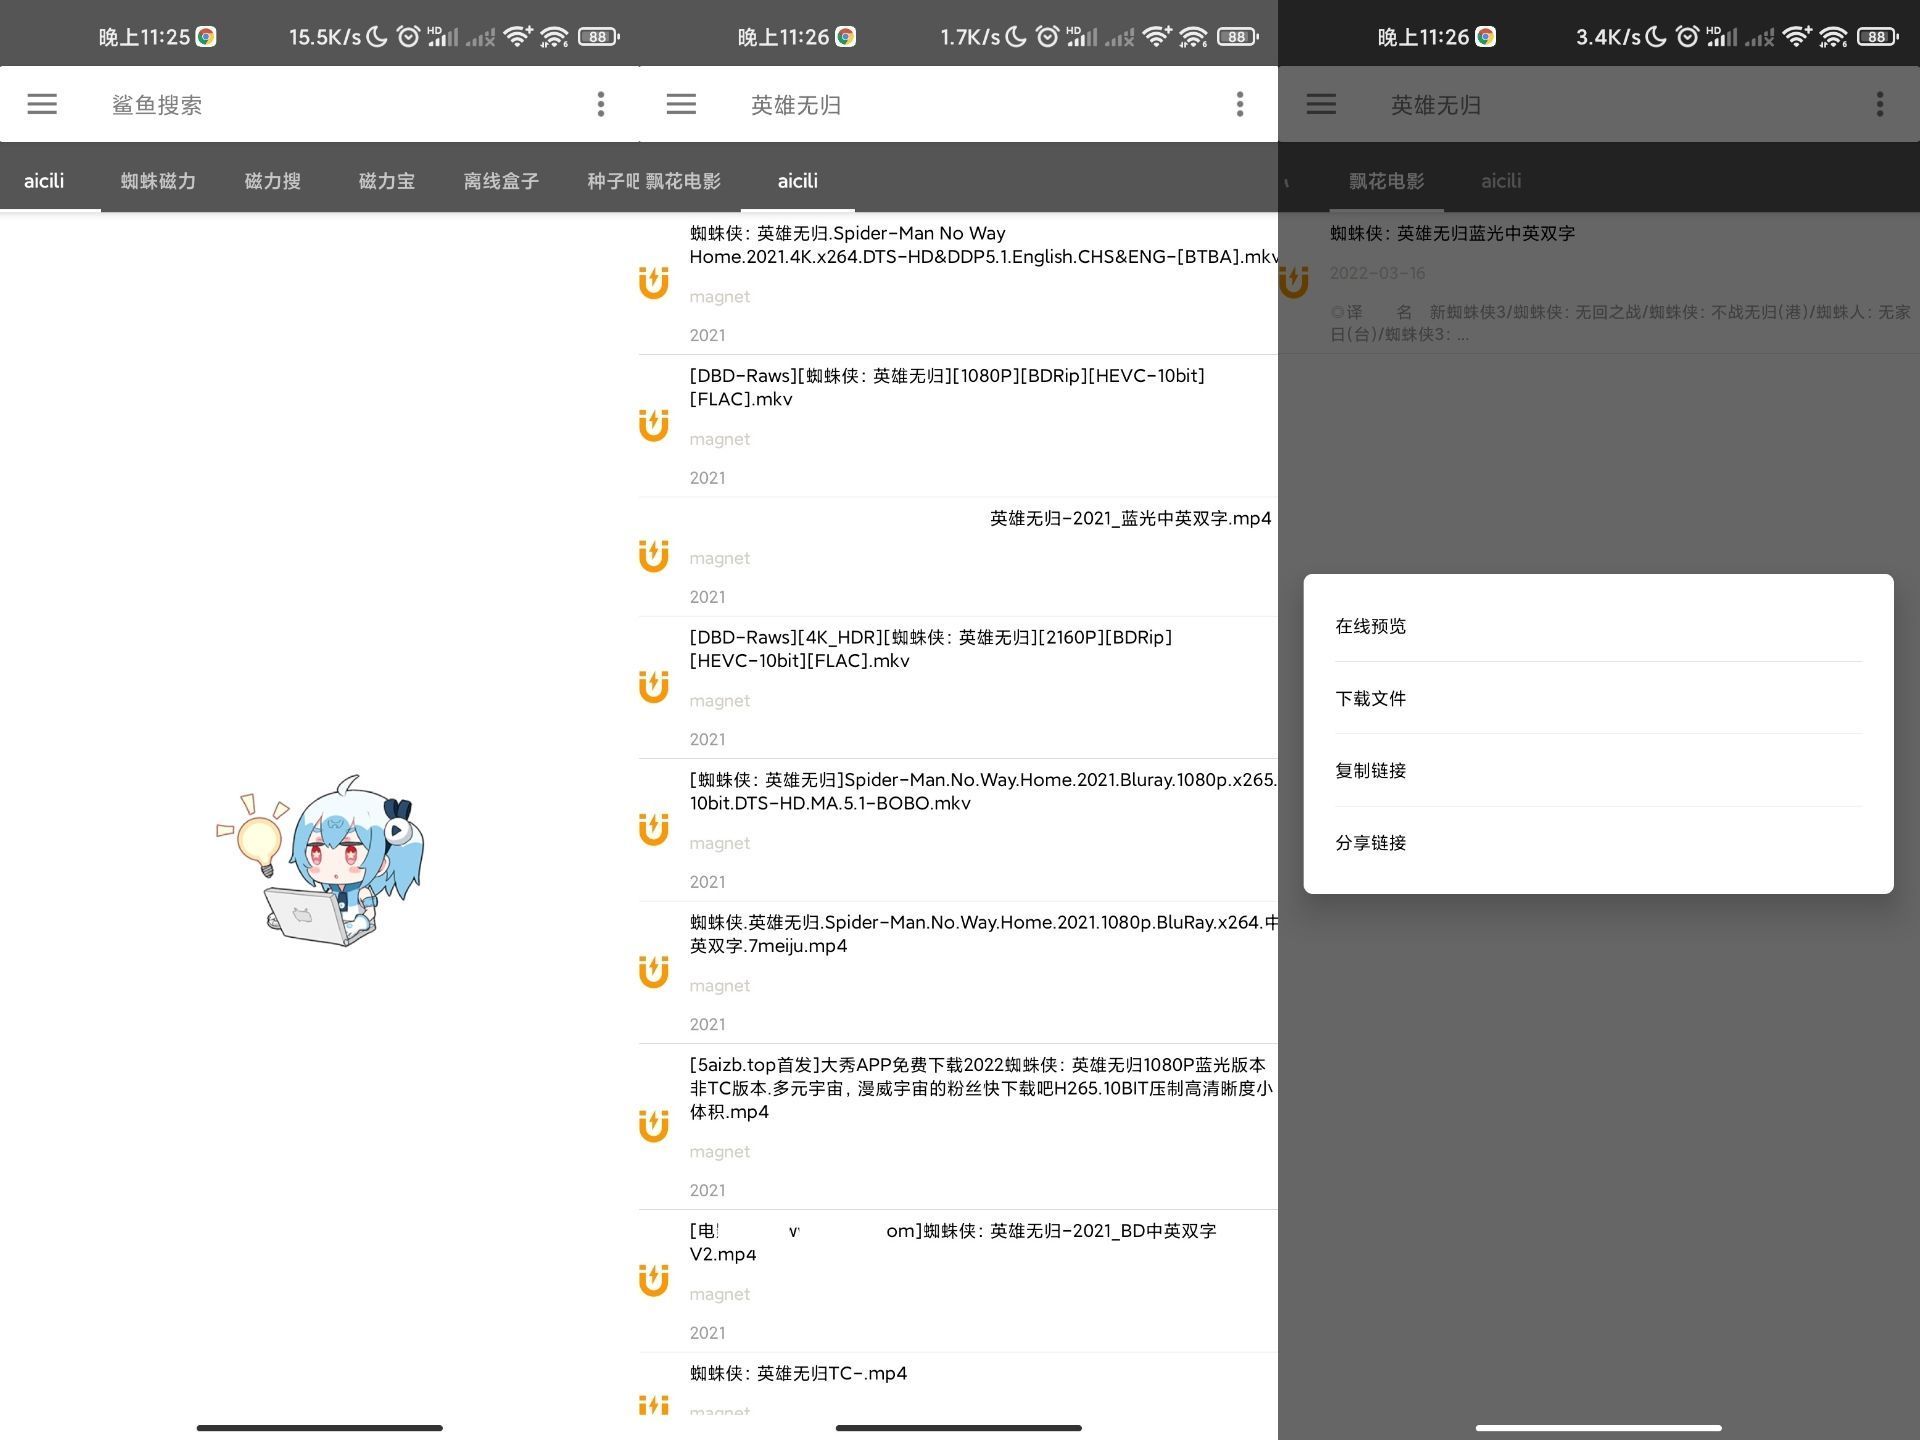 晚上11:25
15.5K/s
HD
6
88
鲨鱼搜索
aicili
蜘蛛磁力
磁力搜
磁力宝
离线盒子
晚上11:26
1.7K/s
HD
6
88
英雄无归
飘花电影
aicili
蜘蛛侠: 英雄无归.Spider-Man No Way
Home.2021.4K.x264.DTS-HD&DDP5.1.English.CHS&ENG-[BTBA].mkv
magnet
2021
[DBD-Raws][蜘蛛侠: 英雄无归][1080P][BDRip][HEVC-10bit]
[FLAC].mkv
magnet
2021
英雄无归-2021_蓝光中英双字.mp4
magnet
2021
[DBD-Raws][4K_HDR][蜘蛛侠: 英雄无归][2160P][BDRip]
[HEVC-10bit][FLAC].mkv
magnet
2021
[蜘蛛侠: 英雄无归]Spider-Man.No.Way.Home.2021.Bluray.1080p.x265.
10bit.DTS-HD.MA.5.1-BOBO.mkv
magnet
2021
蜘蛛侠.英雄无归.Spider-Man.No.Way.Home.2021.1080p.BluRay.x264.中
英双字.7meiju.mp4
magnet
2021
[5aizb.top首发]大秀APP免费下载2022蜘蛛侠: 英雄无归1080P蓝光版本
非TC版本.多元宇宙, 漫威宇宙的粉丝快下载吧H265.10BIT压制高清晰度小
体积.mp4
magnet
2021
[电 om]蜘蛛侠: 英雄无归-2021_BD中英双字
V2.mp4
magnet
2021
蜘蛛侠: 英雄无归TC-.mp4
magnet
晚上11:26
3.4K/s
HD
6
88
英雄无归
飘花电影
aicili
蜘蛛侠: 英雄无归蓝光中英双字
2022-03-16
◎译 名 新蜘蛛侠3/蜘蛛侠: 无回之战/蜘蛛侠: 不战无归(港)/蜘蛛人: 无家
日(台)/蜘蛛侠3: ...
在线预览
下载文件
复制链接
分享链接